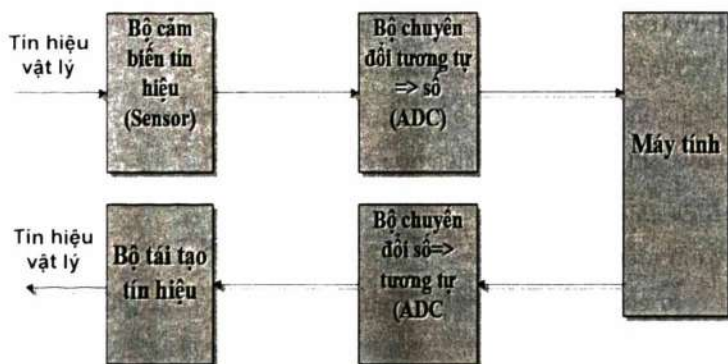 Tín hiệu
vật lý
Bộ cảm
biến tín
hiệu
(Sensor)
Bộ chuyên
đổi tương tự
=> số
(ADC)
Máy tính
Tín hiệu
vật lý
Bộ tái tạo
tín hiệu
Bộ chuyển
đổi số=>
tương tự
(ADC